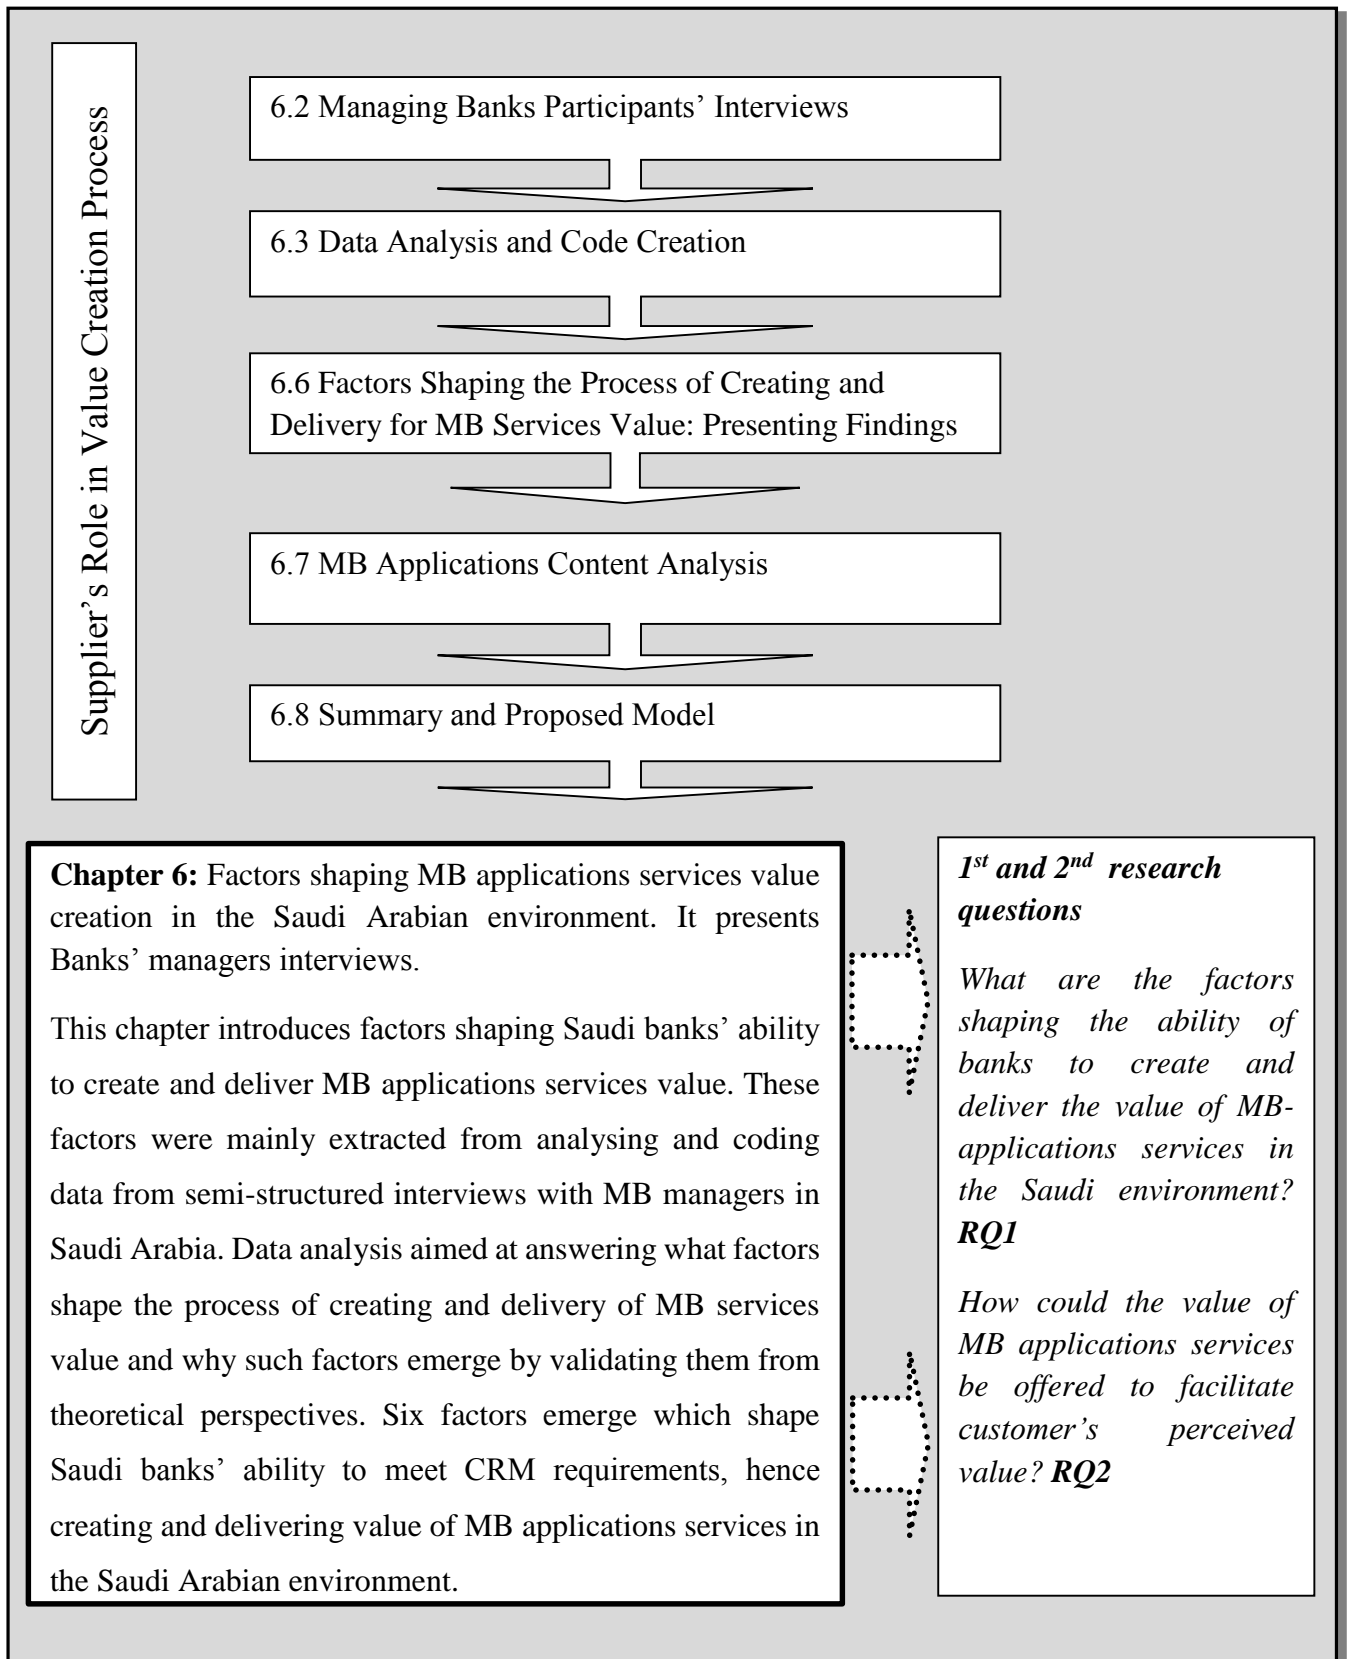 Supplier's Role in Value Creation Process
6.2 Managing Banks Participants' Interviews
6.3 Data Analysis and Code Creation
6.6 Factors Shaping the Process of Creating and
Delivery for MB Services Value: Presenting Findings
6.7 MB Applications Content Analysis
6.8 Summary and Proposed Model
Chapter 6: Factors shaping MB applications services value
creation in the Saudi Arabian environment. It presents
Banks' managers interviews.
This chapter introduces factors shaping Saudi banks' ability
to create and deliver MB applications services value. These
factors were mainly extracted from analysing and coding
data from semi-structured interviews with MB managers in
Saudi Arabia. Data analysis aimed at answering what factors
shape the process of creating and delivery of MB services
value and why such factors emerge by validating them from
theoretical perspectives. Six factors emerge which shape
Saudi banks' ability to meet CRM requirements, hence
creating and delivering value of MB applications services in
the Saudi Arabian environment.
1st and 2nd research
questions
What are the factors
shaping the ability of
banks to create and
deliver the value of MB-
applications services in
the Saudi environment?
RQ1
How could the value of
MB applications services
be offered to facilitate
customer's perceived
value? RQ2